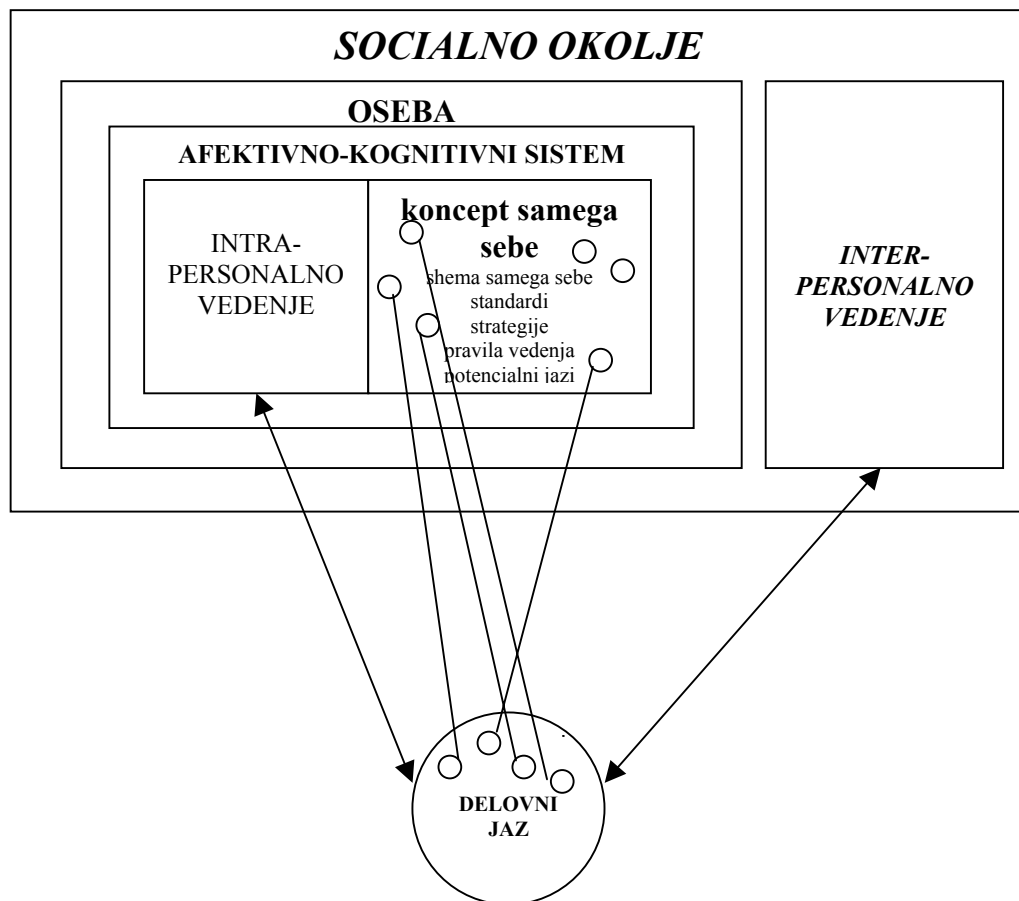 SOCIALNO OKOLJE
OSEBA
AFEKTIVNO-KOGNITIVNI SISTEM
INTRA-
PERSONALNO
VEDENJE
koncept samega
sebe
shema samega sebe
standardi
strategije
pravila vedenja
potencialni jazi
INTER-
PERSONALNO
VEDENJE
DELOVNI
JAZ